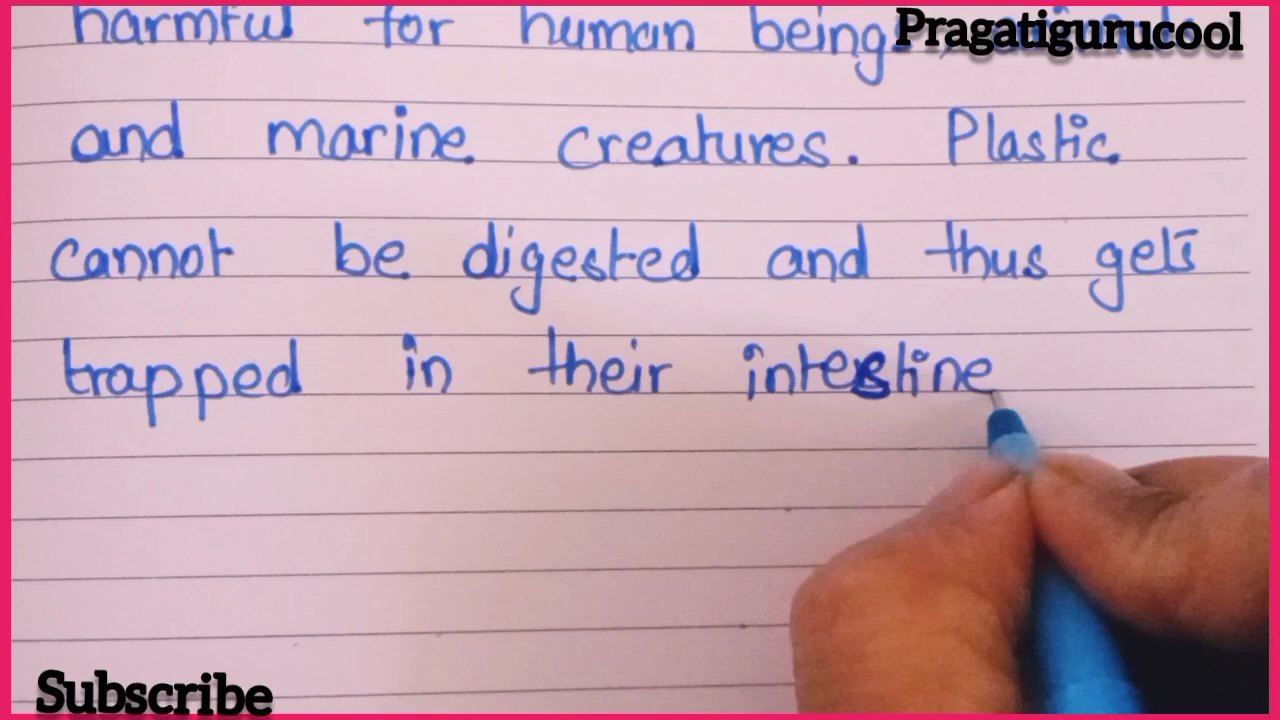 harmful for human being Pragatigurucool
and marine creatures. Plastic
cannot be digested and thus gets
trapped in their intestine
Subscribe